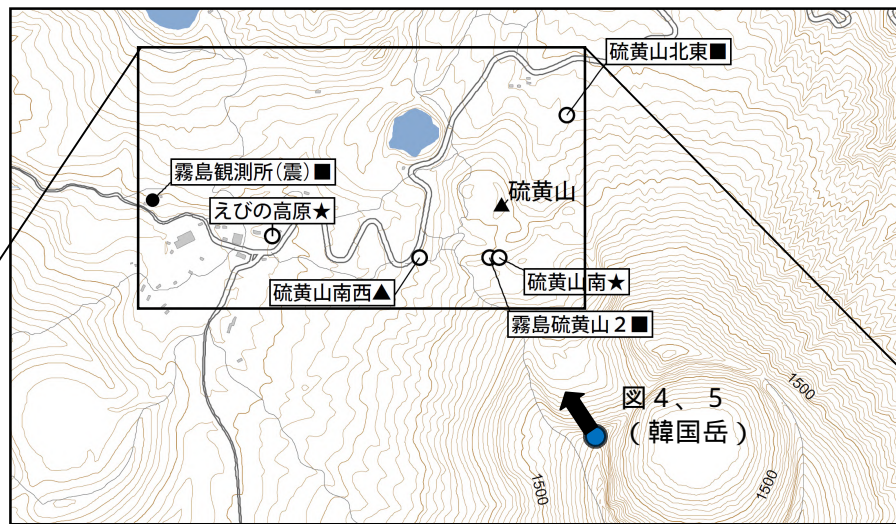 硫黄山北東■
霧島観測所(震)■
硫黄山
えびの高原★
硫黄山南★
硫黄山南西▲
霧島硫黄山2■
1500
図4、5
(韓国岳)
1500
1500